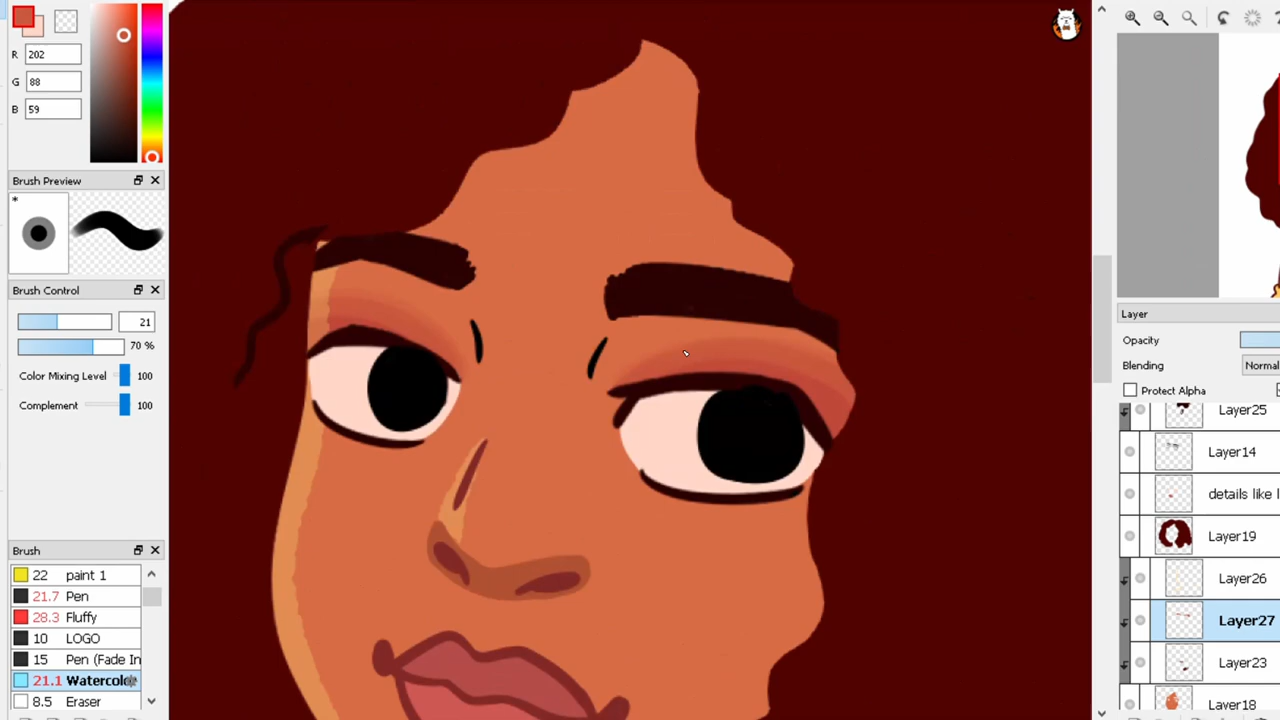 R 202
G 88
B 59
Brush Preview
*
Brush Control
21
70 %
Color Mixing Level 100
Complement 100
Brush
22 paint 1
21.7 Pen
28.3 Fluffy
10 LOGO
15 Pen (Fade In
21.1 Watercolo
8.5 Eraser
Layer
Opacity
Blending Normal
Protect Alpha
Layer25
Layer14
details like l
Layer19
Layer26
Layer27
Layer23
Layer18